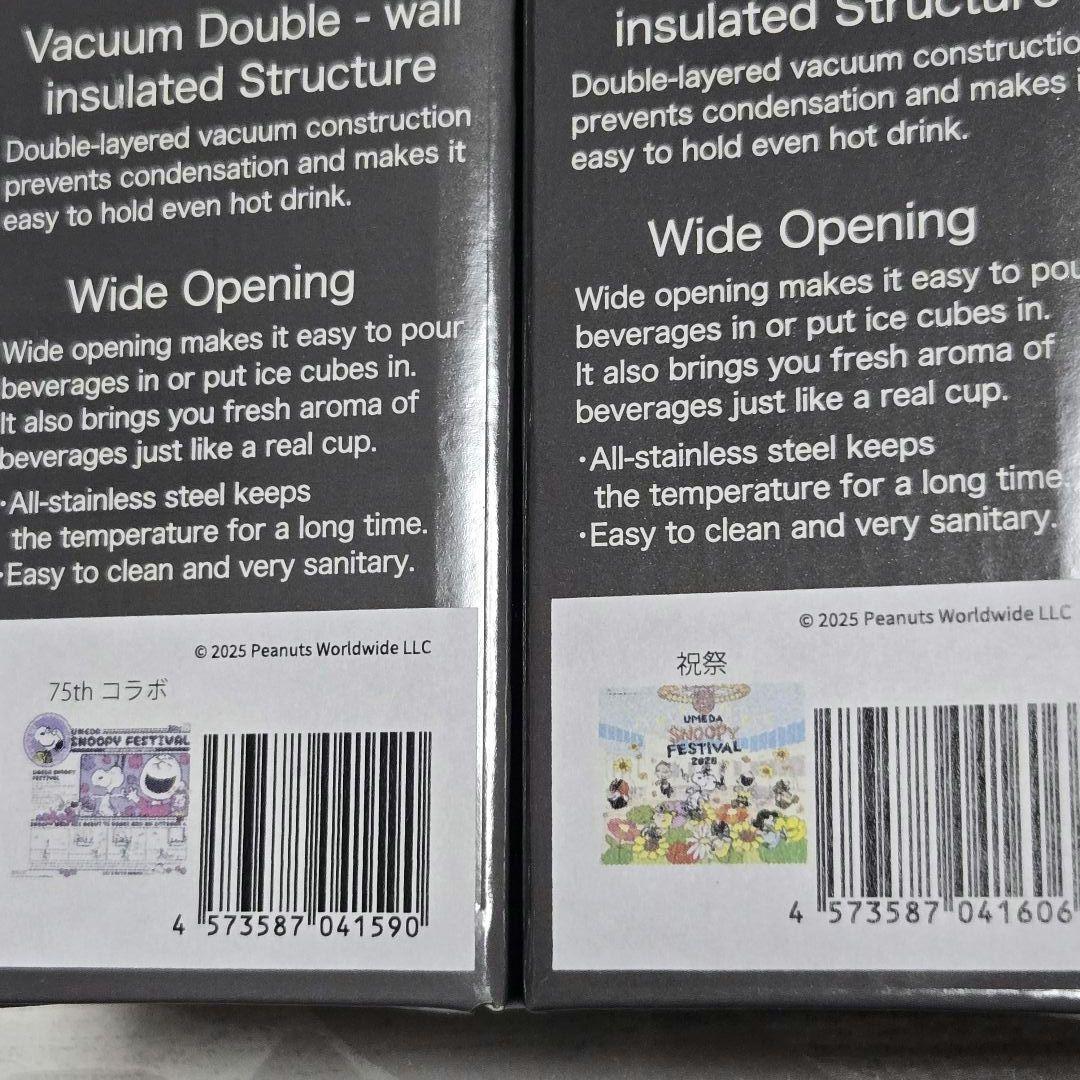 Vacuum Double - wall
insulated Structure
Double-layered vacuum construction
prevents condensation and makes it
easy to hold even hot drink.
Wide Opening
Wide opening makes it easy to pour
beverages in or put ice cubes in.
It also brings you fresh aroma of
beverages just like a real cup.
·All-stainless steel keeps
the temperature for a long time.
·Easy to clean and very sanitary.
© 2025 Peanuts Worldwide LLC
75th コラボ
UMEDA
SNOOPY FESTIVAL
4 573587 041590
insulated Structure
Double-layered vacuum constructio
prevents condensation and makes i
easy to hold even hot drink.
Wide Opening
Wide opening makes it easy to pou
beverages in or put ice cubes in.
It also brings you fresh aroma of
beverages just like a real cup.
·All-stainless steel keeps
the temperature for a long time.
·Easy to clean and very sanitary.
© 2025 Peanuts Worldwide LLC
祝祭
UMEDA
SNOOPY
FESTIVAL
4 573587 041606